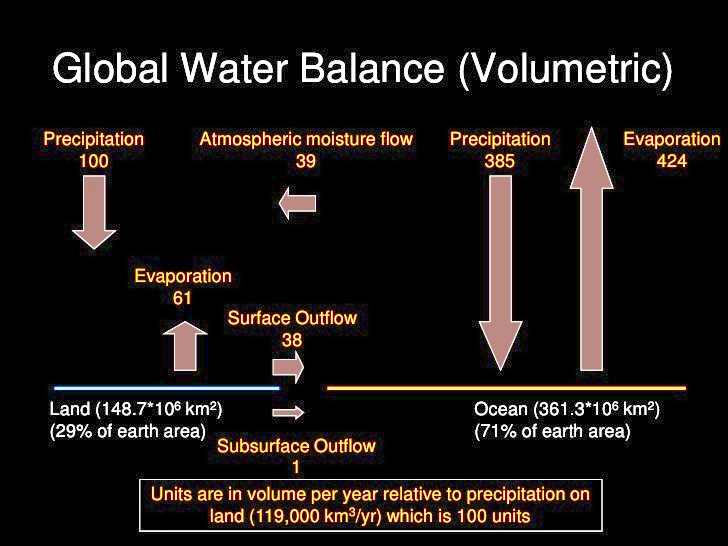 Global Water Balance (Volumetric)
Precipitation
100
Atmospheric moisture flow
39
Precipitation
385
Evaporation
424
Evaporation
61
Surface Outflow
38
Land (148.7*10⁶ km²)
(29% of earth area)
Ocean (361.3*10⁶ km²)
(71% of earth area)
Subsurface Outflow
1
Units are in volume per year relative to precipitation on
land (119,000 km³/yr) which is 100 units